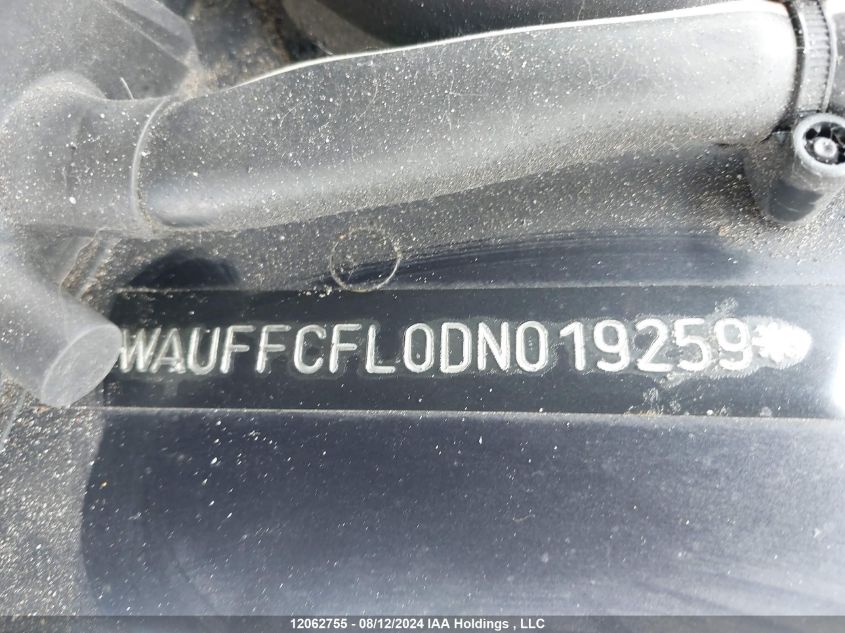 WAUFFCFL0DN019259*
12062755 - 08/12/2024 IAA Holdings , LLC